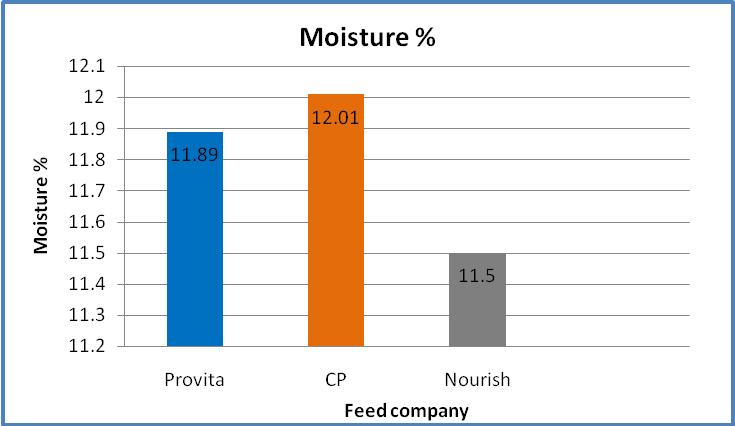 Moisture %
12.1
12
11.9
11.8
11.7
11.6
11.5
11.4
11.3
11.2
Moisture %
11.89
12.01
11.5
Provita
CP
Nourish
Feed company